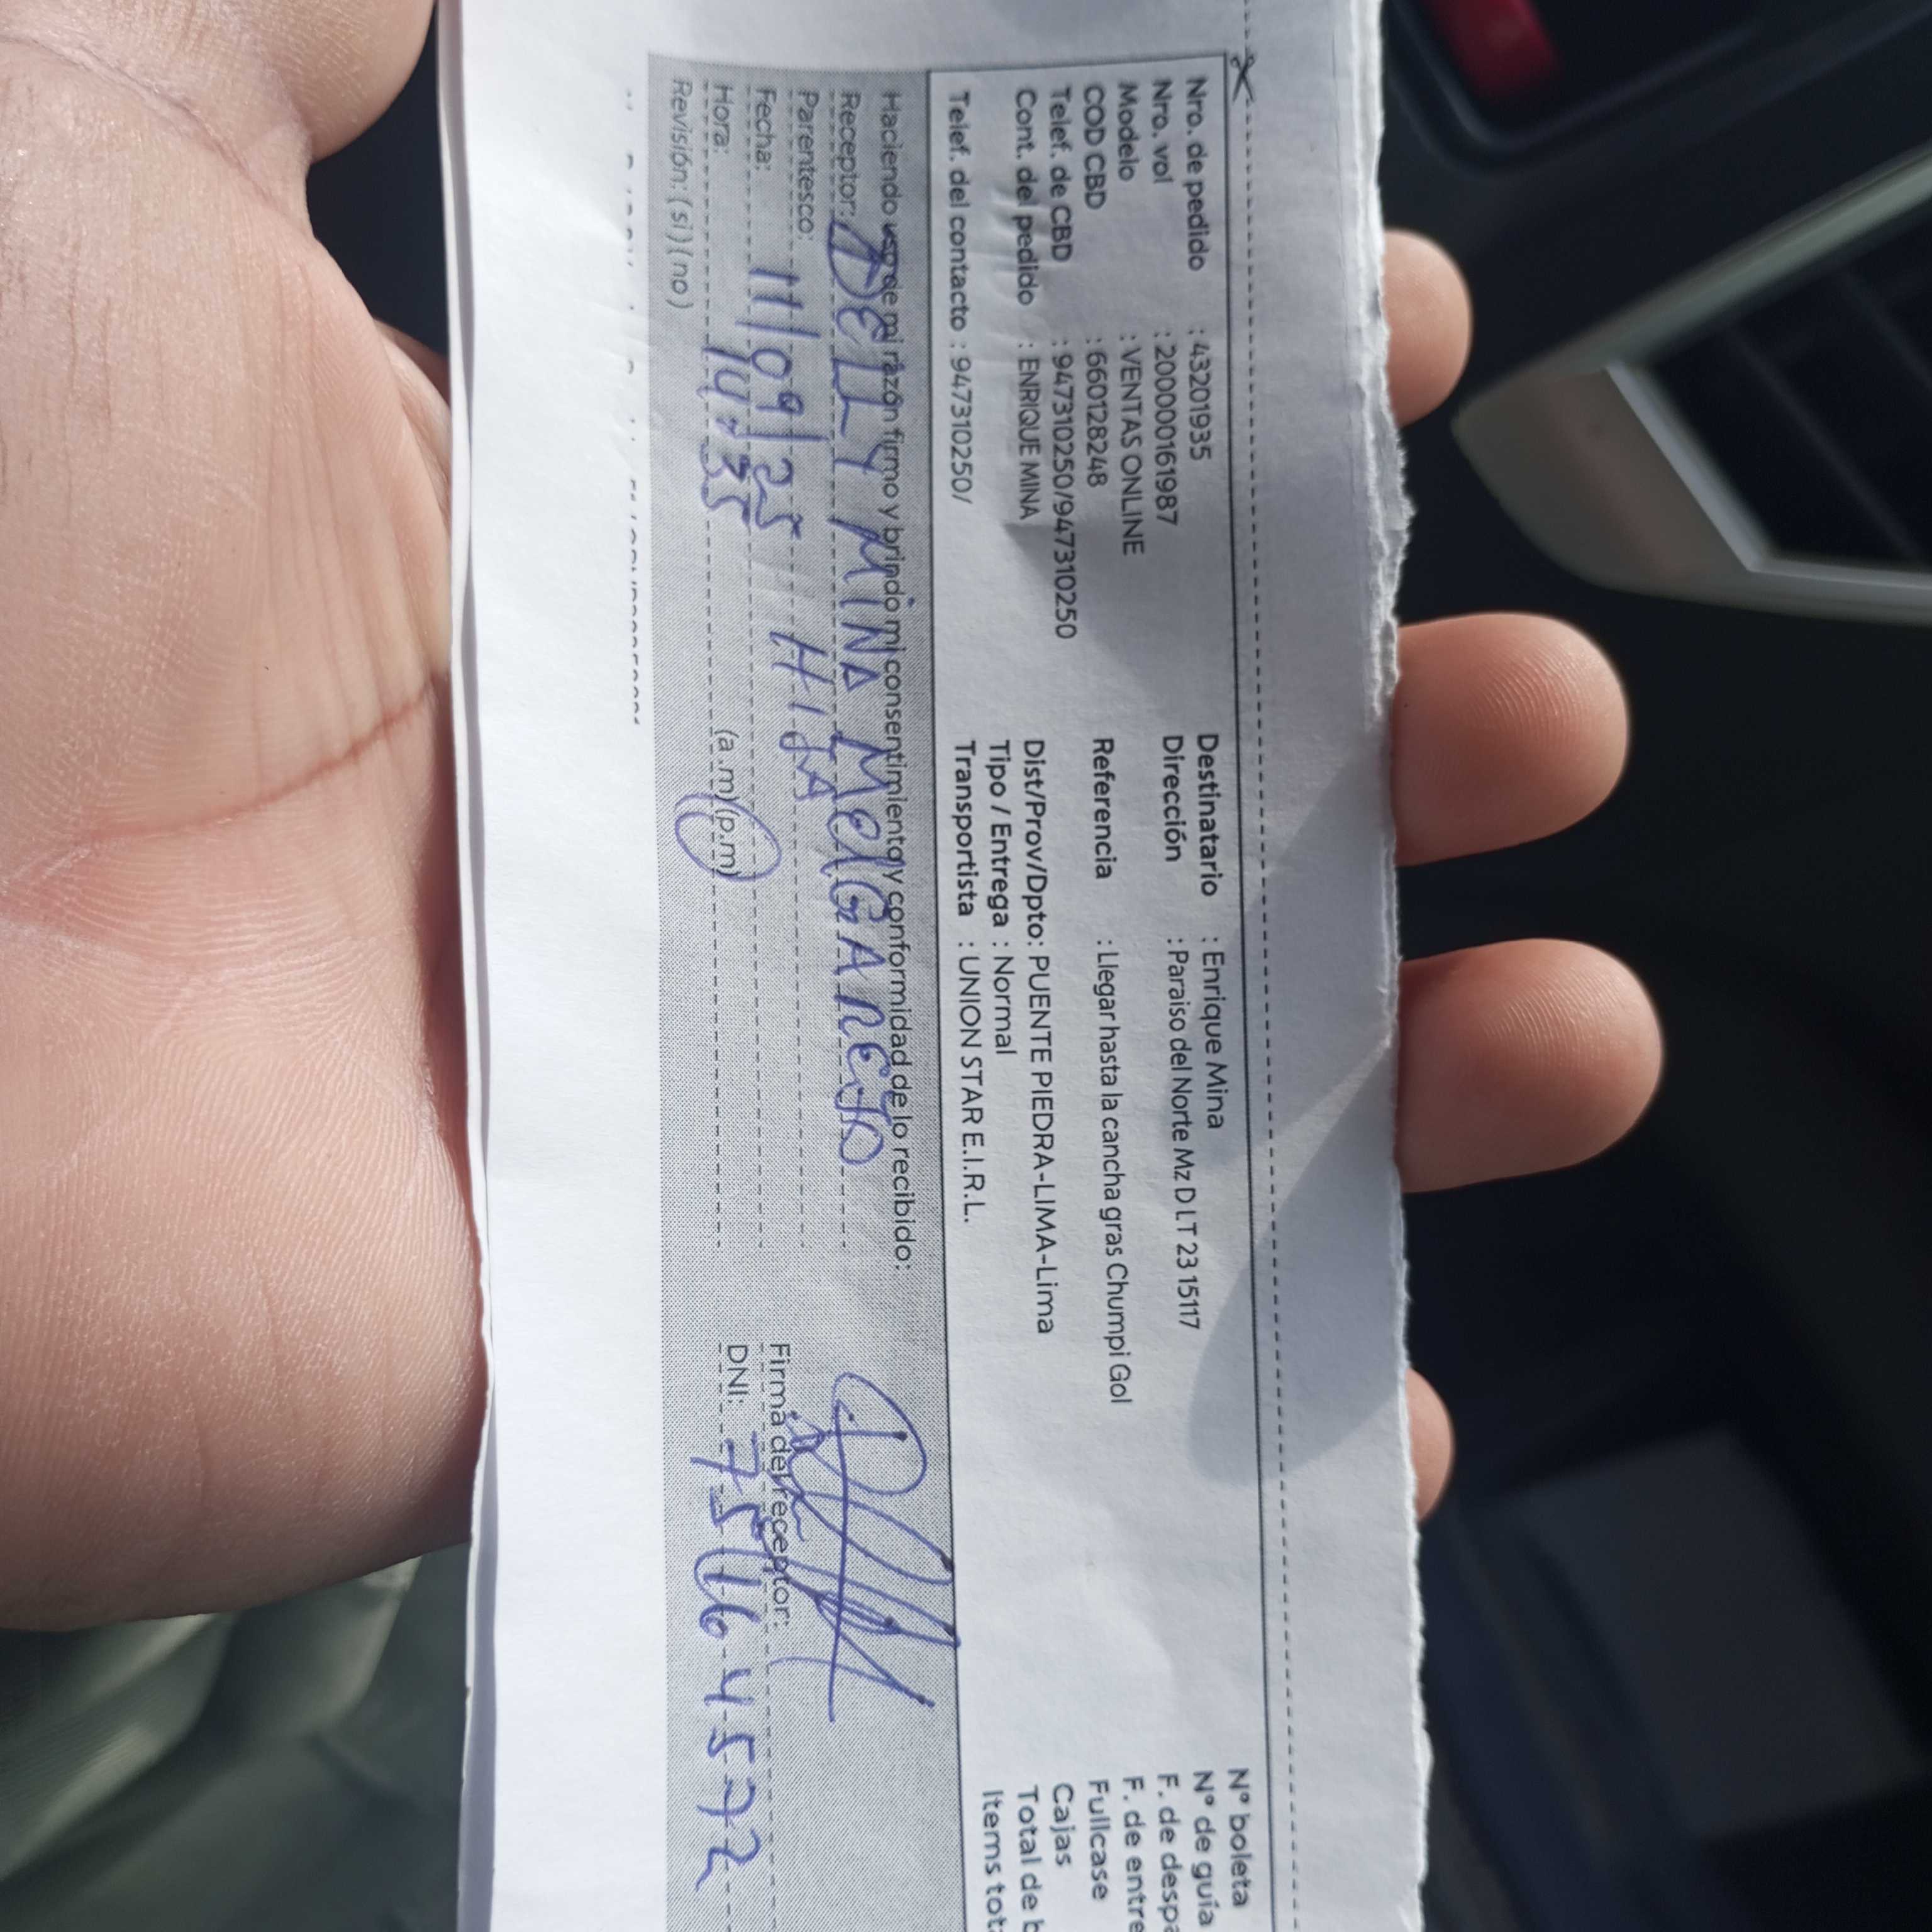 Nro. de pedido : 43201935
Nro. vol : 2000000161987
Modelo : VENTAS ONLINE
COD CBD : 660128248
Telef. de CBD : 947310250/947310250
Cont. del pedido : ENRIQUE MINA
Telef. del contacto : 947310250/
Destinatario : Enrique Mina
Dirección : Paraiso del Norte Mz D LT 23 15117
Referencia : Llegar hasta la cancha gras Chumpi Gol
Dist/Prov/Dpto: PUENTE PIEDRA-LIMA-Lima
Tipo / Entrega : Normal
Transportista : UNION STAR E.I.R.L.
N° boleta
N° de guía
F. de despa
F. de entre
Fullcase
Cajas
Total de b
Items tot
Haciendo uso de mi razón firmo y brindo mi consentimiento y conformidad de lo recibido:
Receptor: DELLY MINA MelGAREJO
Parentesco: HIJA
Fecha: 11/09/25
Hora: 14:35 (a .m) (p.m)
Revisión: ( si ) ( no )
Firma del receptor:
DNI: 75164572